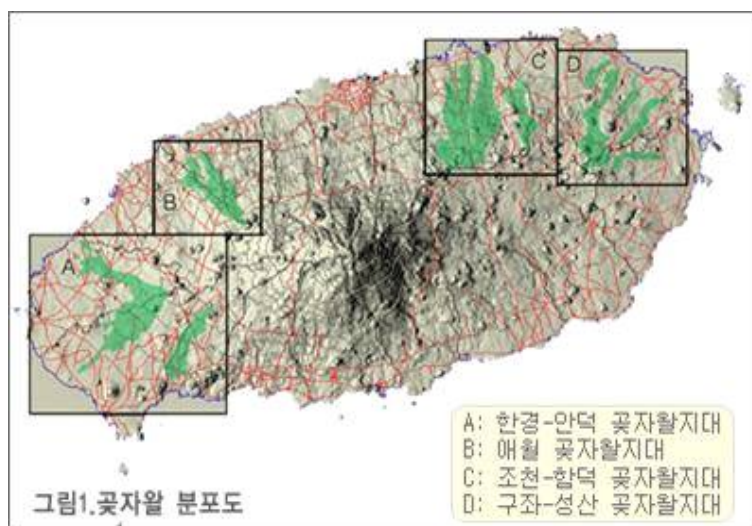 C
D
B
A
A: 한경-안덕 곶자왈지대
B: 애월 곶자왈지대
C: 조천-함덕 곶자왈지대
D: 구좌-성산 곶자왈지대
그림1.곶자왈 분포도